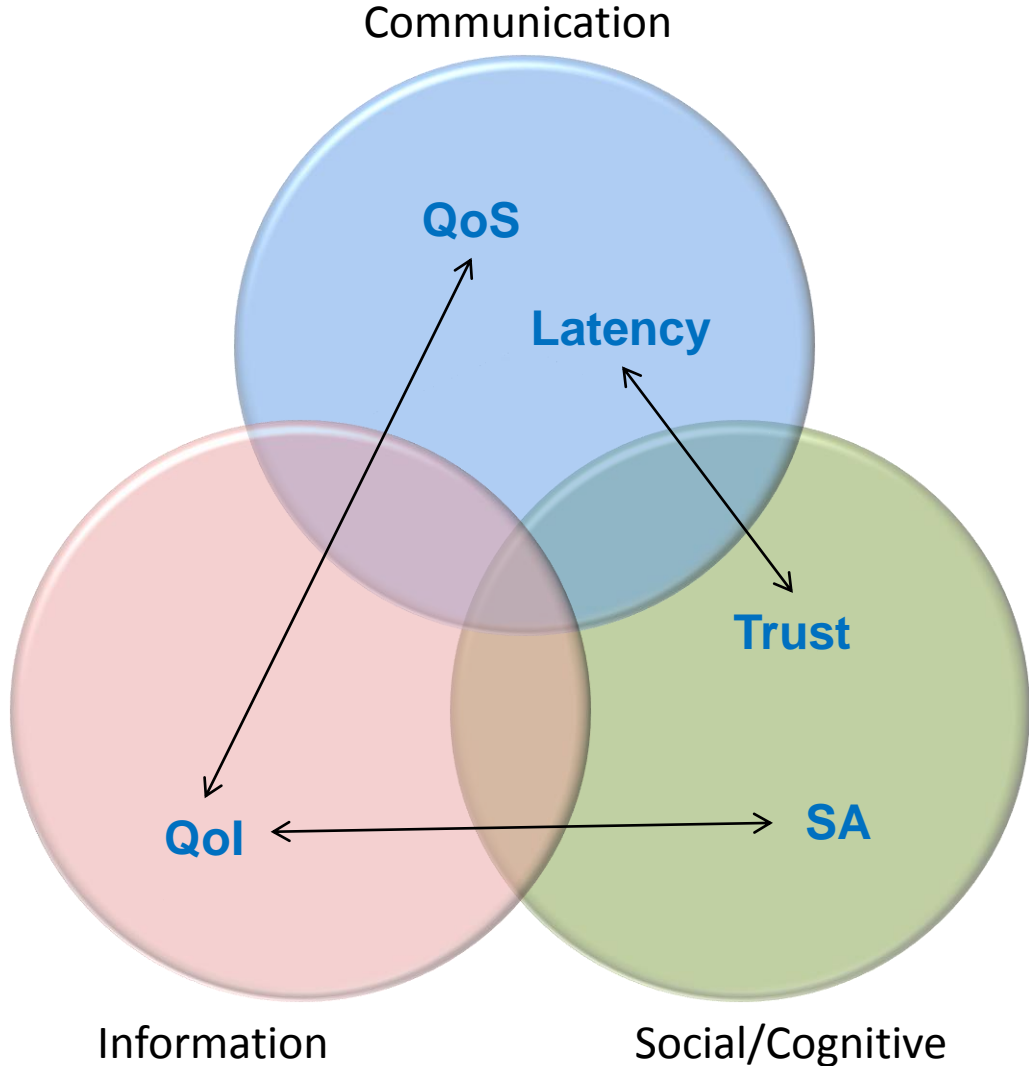 Communication
QoS
Latency
Trust
QoI
SA
Information
Social/Cognitive